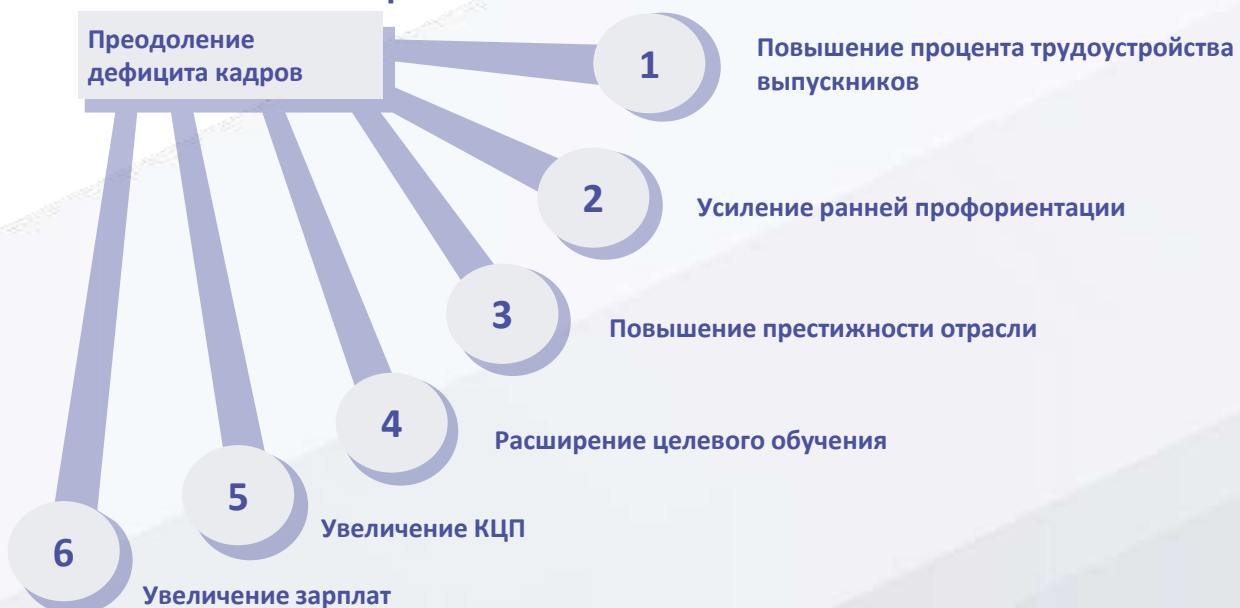 Преодоление
дефицита кадров
1
Повышение процента трудоустройства
выпускников
2
Усиление ранней профориентации
3
Повышение престижности отрасли
4
Расширение целевого обучения
5
Увеличение КЦП
6
Увеличение зарплат